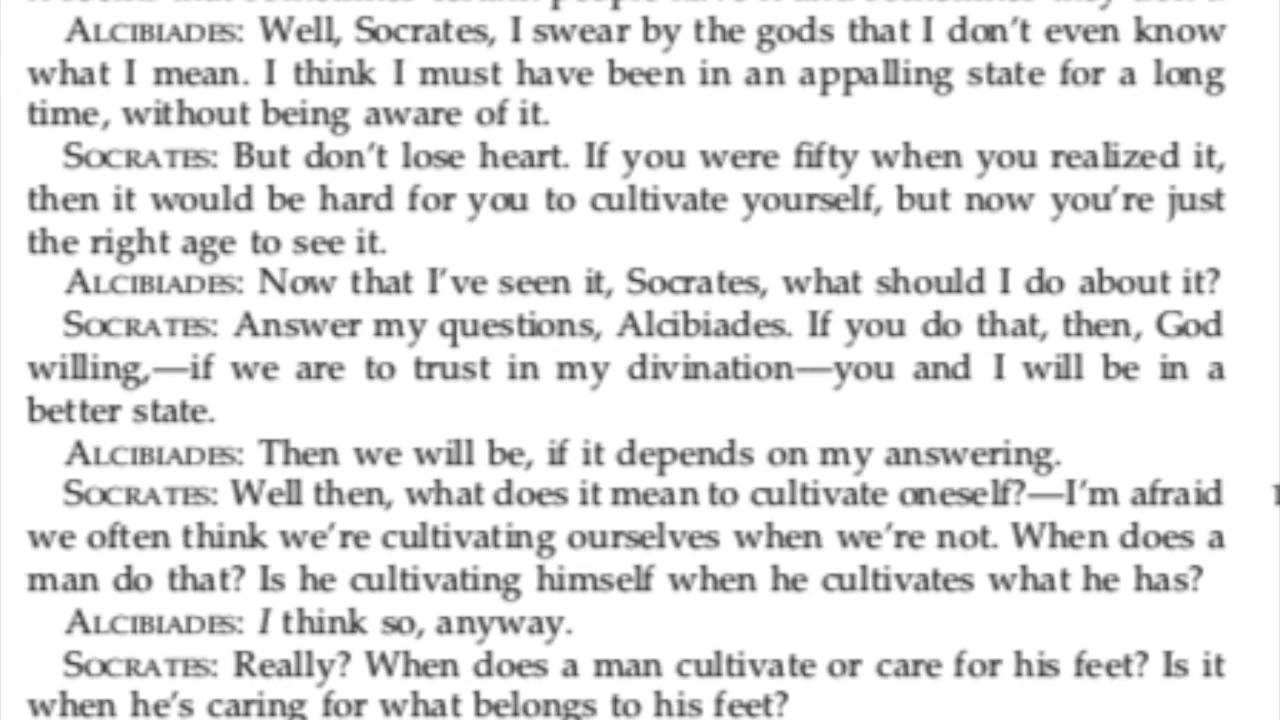 ALCIBIADES: Well, Socrates, I swear by the gods that I don't even know
what I mean. I think I must have been in an appalling state for a long
time, without being aware of it.
SOCRATES: But don't lose heart. If you were fifty when you realized it,
then it would be hard for you to cultivate yourself, but now you're just
the right age to see it.
ALCIBIADES: Now that I've seen it, Socrates, what should I do about it?
SOCRATES: Answer my questions, Alcibiades. If you do that, then, God
willing,—if we are to trust in my divination—you and I will be in a
better state.
ALCIBIADES: Then we will be, if it depends on my answering.
SOCRATES: Well then, what does it mean to cultivate oneself?—I'm afraid
we often think we're cultivating ourselves when we're not. When does a
man do that? Is he cultivating himself when he cultivates what he has?
ALCIBIADES: I think so, anyway.
SOCRATES: Really? When does a man cultivate or care for his feet? Is it
when he's caring for what belongs to his feet?